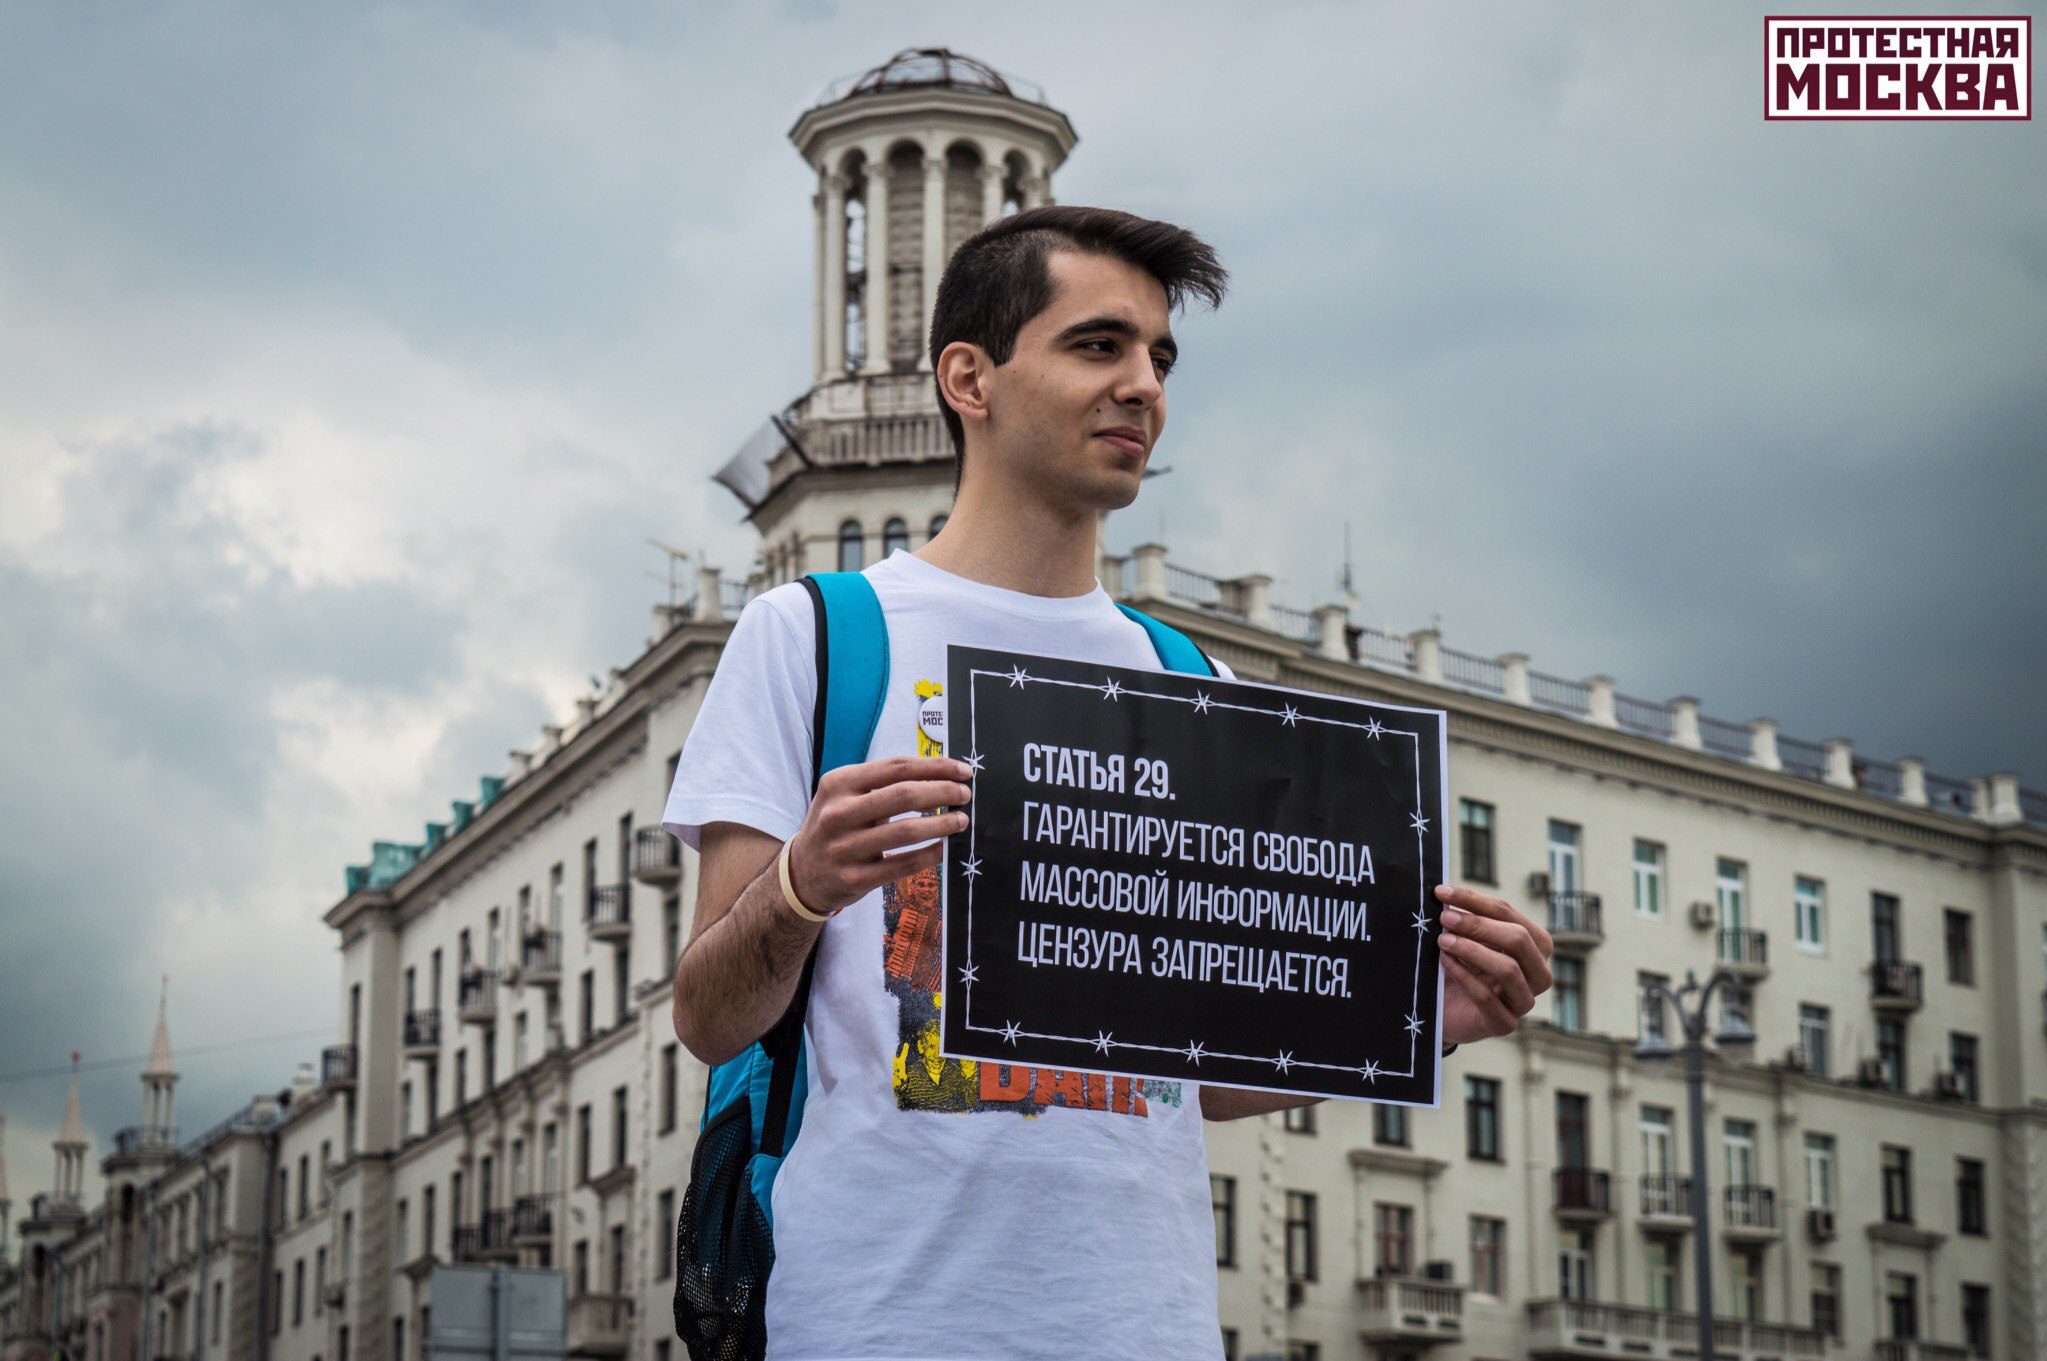 ПРОТЕСТНАЯ
МОСКВА
СТАТЬЯ 29.
ГАРАНТИРУЕТСЯ СВОБОДА
МАССОВОЙ ИНФОРМАЦИИ.
ЦЕНЗУРА ЗАПРЕЩАЕТСЯ.